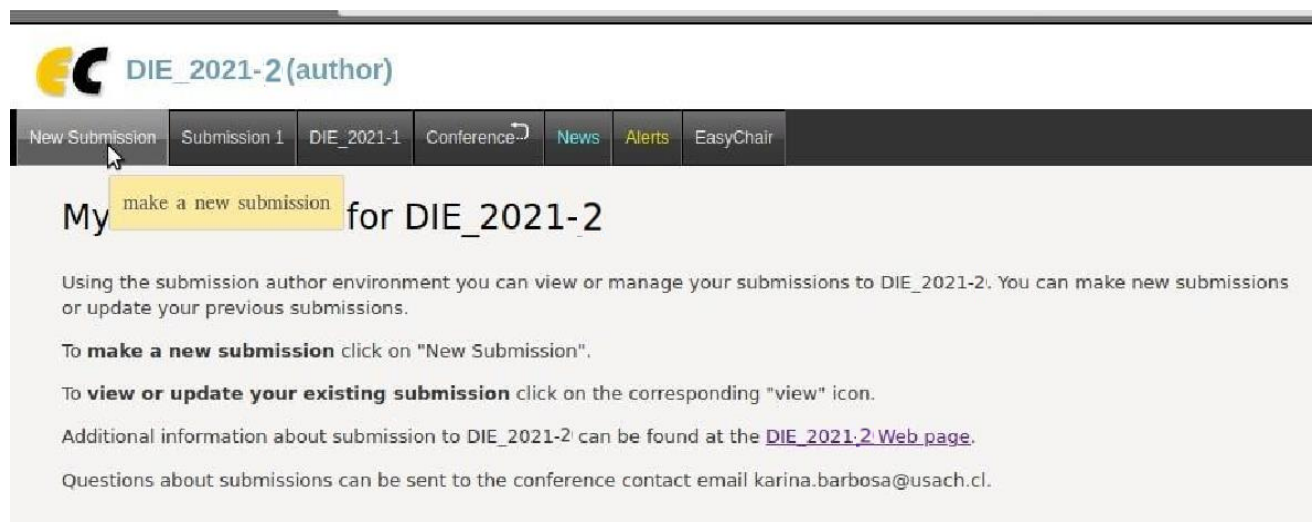 EC DIE_2021-2 (author)
New Submission Submission 1 DIE_2021-1 Conference News Alerts EasyChair
make a new submission
My for DIE_2021-2
Using the submission author environment you can view or manage your submissions to DIE_2021-2. You can make new submissions
or update your previous submissions.
To make a new submission click on "New Submission".
To view or update your existing submission click on the corresponding "view" icon.
Additional information about submission to DIE_2021-2 can be found at the DIE_2021-2 Web page.
Questions about submissions can be sent to the conference contact email karina.barbosa@usach.cl.